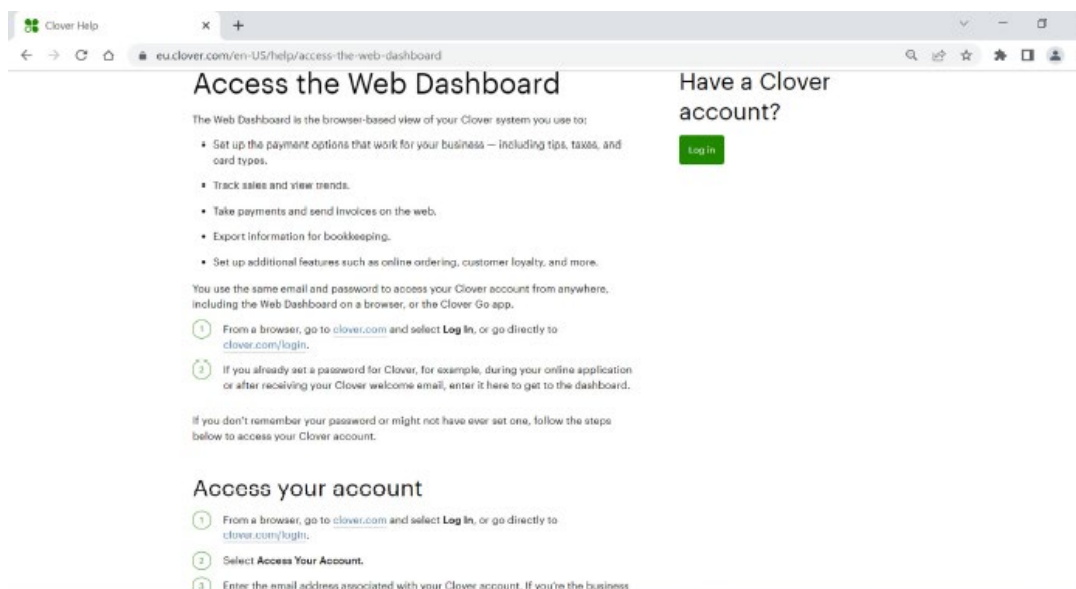 Clover Help
eu.clover.com/en-US/help/access-the-web-dashboard
Access the Web Dashboard
The Web Dashboard is the browser-based view of your Clover system you use to:
Set up the payment options that work for your business — including tips, taxes, and
card types.
Track sales and view trends.
Take payments and send invoices on the web.
Export information for bookkeeping.
Set up additional features such as online ordering, customer loyalty, and more.
You use the same email and password to access your Clover account from anywhere,
including the Web Dashboard on a browser, or the Clover Go app.
1 From a browser, go to clover.com and select Log In, or go directly to
clover.com/login.
2 If you already set a password for Clover, for example, during your online application
or after receiving your Clover welcome email, enter it here to get to the dashboard.
If you don't remember your password or might not have ever set one, follow the steps
below to access your Clover account.
Access your account
1 From a browser, go to clover.com and select Log In, or go directly to
clover.com/login.
2 Select Access Your Account.
3 Enter the email address associated with your Clover account. If you're the business
Have a Clover
account?
Log in